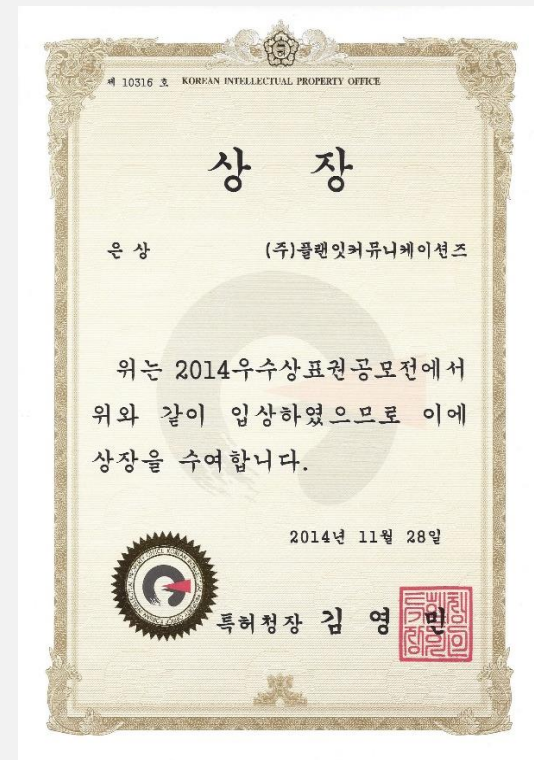 제 10316 호 KOREAN INTELLECTUAL PROPERTY OFFICE
상 장
은 상 (주)플랜잇커뮤니케이션즈
위는 2014우수상표권공모전에서
위와 같이 입상하였으므로 이에
상장을 수여합니다.
2014년 11월 28일
특허청장 김 영 민